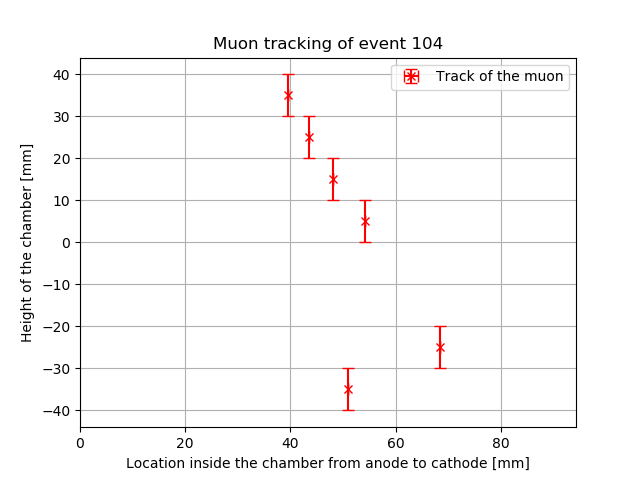 Muon tracking of event 104
Track of the muon
Height of the chamber [mm]
40
30
20
10
0
−10
−20
−30
−40
0 20 40 60 80
Location inside the chamber from anode to cathode [mm]